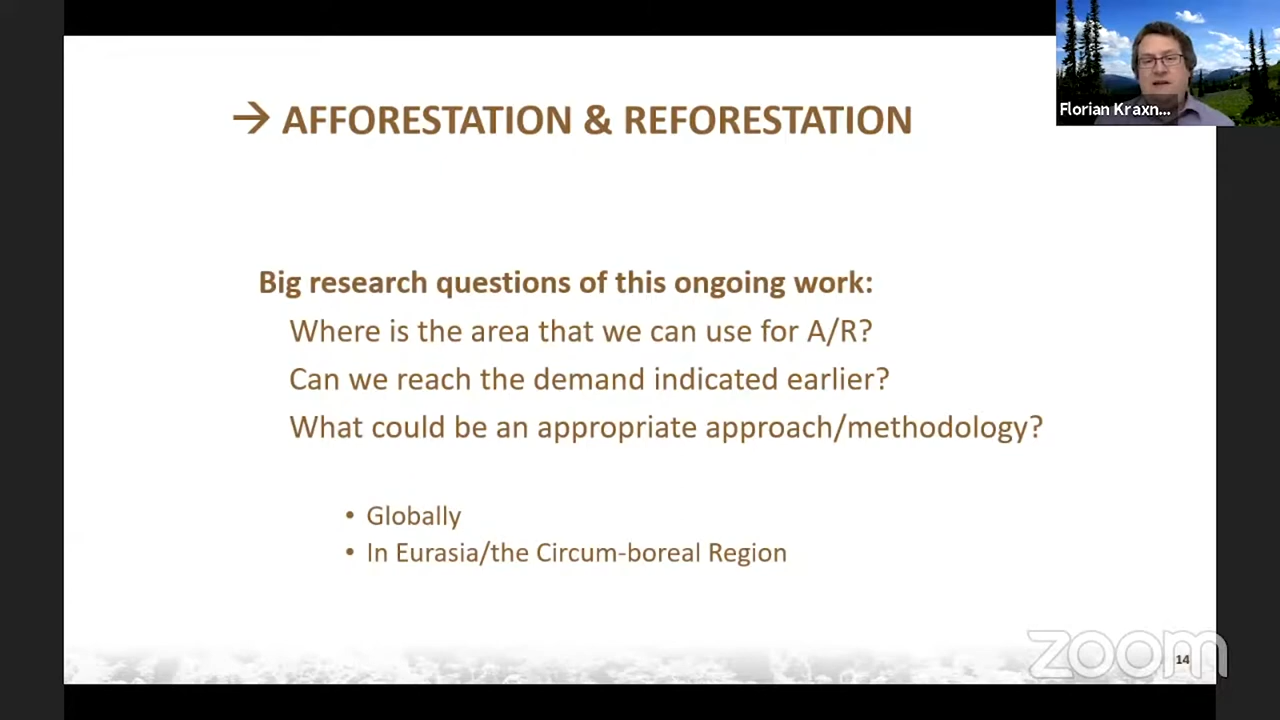 → AFFORESTATION & REFORESTATION
Florian Kraxn...
Big research questions of this ongoing work:
Where is the area that we can use for A/R?
Can we reach the demand indicated earlier?
What could be an appropriate approach/methodology?
• Globally
• In Eurasia/the Circum-boreal Region
zoom
14